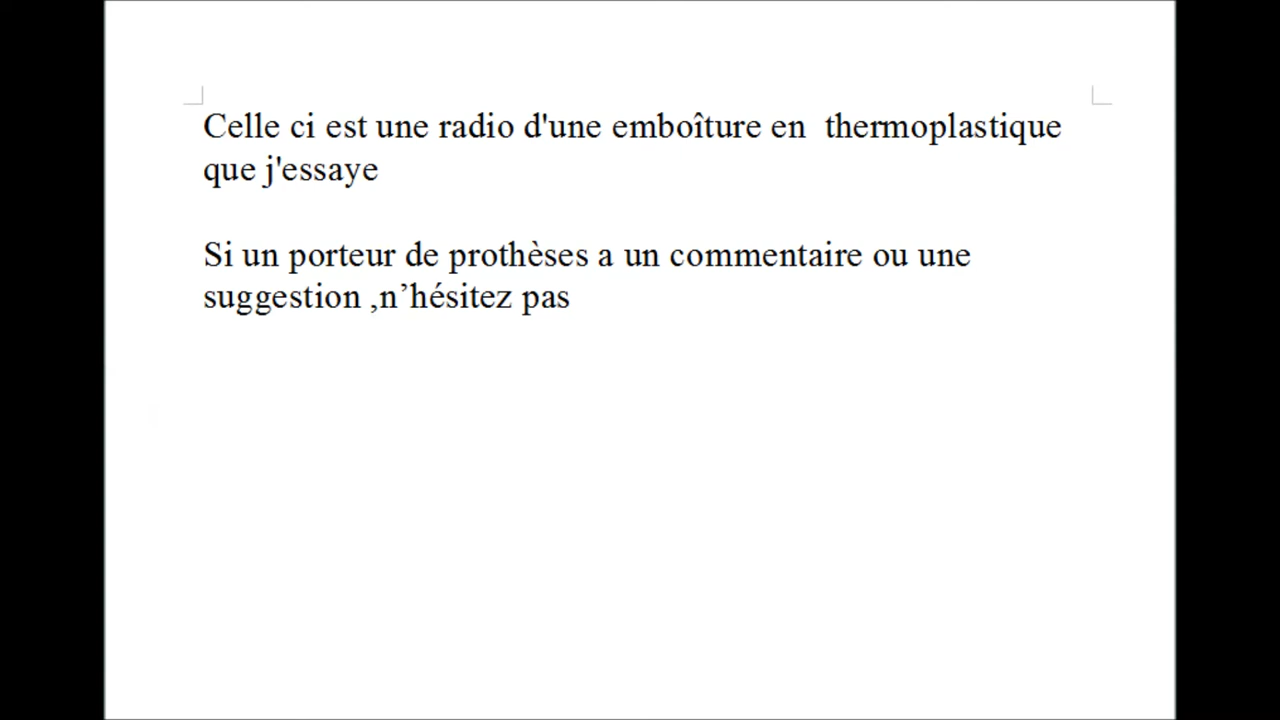 Celle ci est une radio d'une emboîture en  thermoplastique
que j'essaye
Si un porteur de prothèses a un commentaire ou une
suggestion ,n’hésitez pas